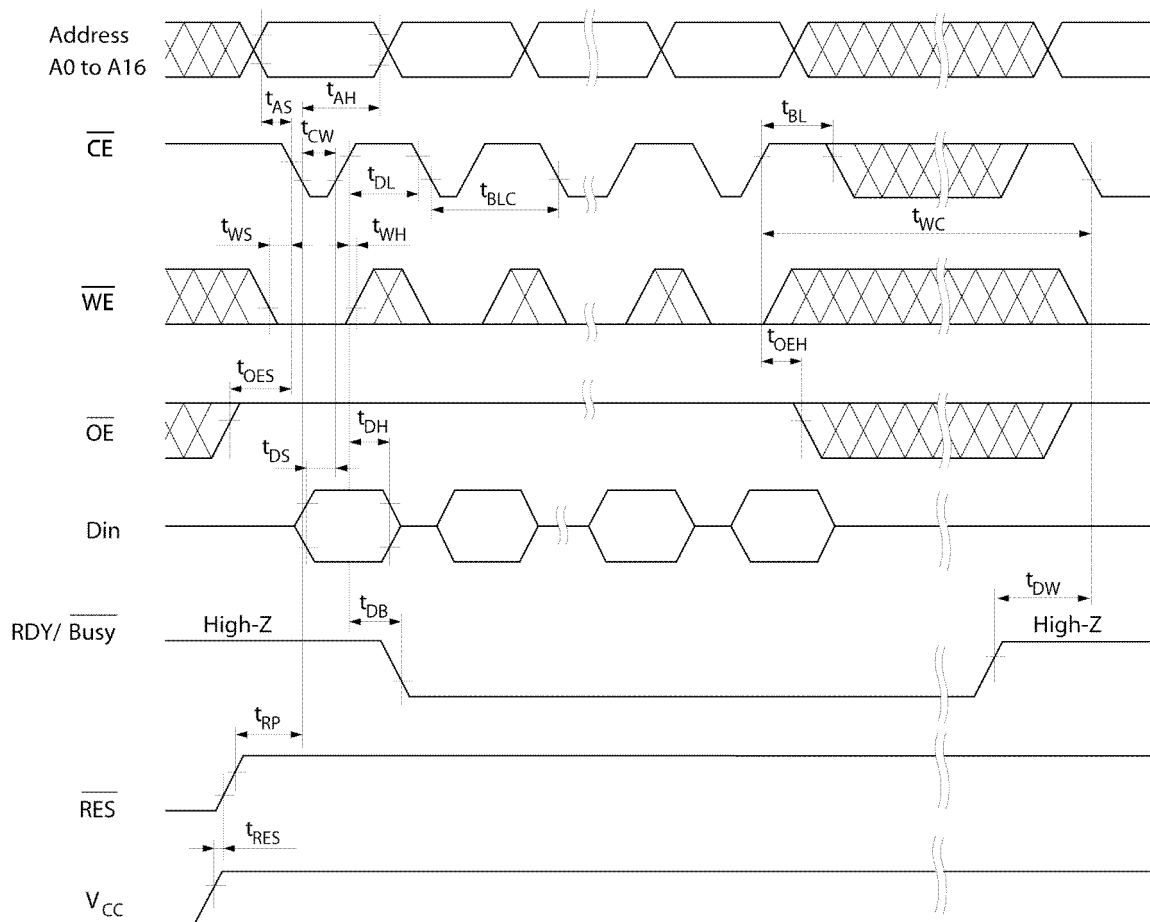 Address
A0 to A16
tAH
tAS
tBL
tCW
CE
tDL
tBLC
tWC
tWS
tWH
WE
tOES
tOEH
OE
tDH
tDS
Din
tDW
tDB
RDY/ Busy
High-Z
High-Z
tRP
RES
tRES
VCC